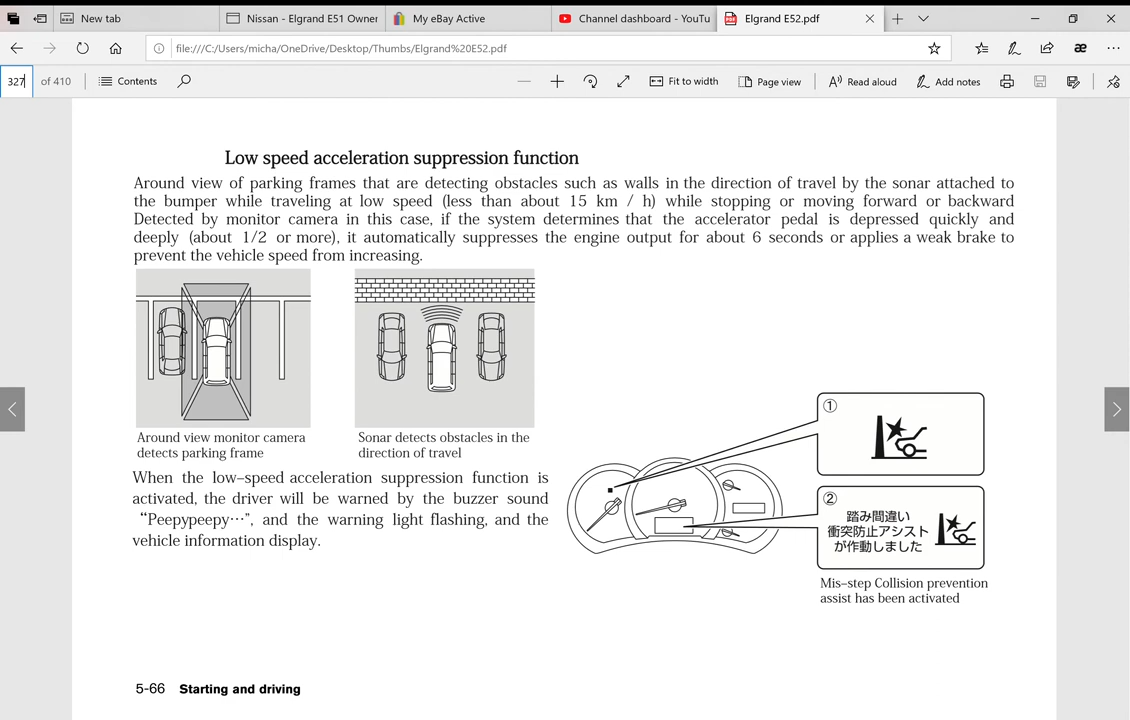 New tab
Nissan - Elgrand E51 Owner
My eBay Active
Channel dashboard - YouTu
Elgrand E52.pdf
file:///C:/Users/micha/OneDrive/Desktop/Thumbs/Elgrand%20E52.pdf
327 of 410
Contents
Fit to width
Page view
Read aloud
Add notes
Low speed acceleration suppression function
Around view of parking frames that are detecting obstacles such as walls in the direction of travel by the sonar attached to
the bumper while traveling at low speed (less than about 15 km / h) while stopping or moving forward or backward
Detected by monitor camera in this case, if the system determines that the accelerator pedal is depressed quickly and
deeply (about 1/2 or more), it automatically suppresses the engine output for about 6 seconds or applies a weak brake to
prevent the vehicle speed from increasing.
Around view monitor camera
detects parking frame
Sonar detects obstacles in the
direction of travel
When the low-speed acceleration suppression function is
activated, the driver will be warned by the buzzer sound
“Peepypeepy…”, and the warning light flashing, and the
vehicle information display.
①
②
踏み間違い
衝突防止アシスト
が作動しました
Mis-step Collision prevention
assist has been activated
5-66 Starting and driving